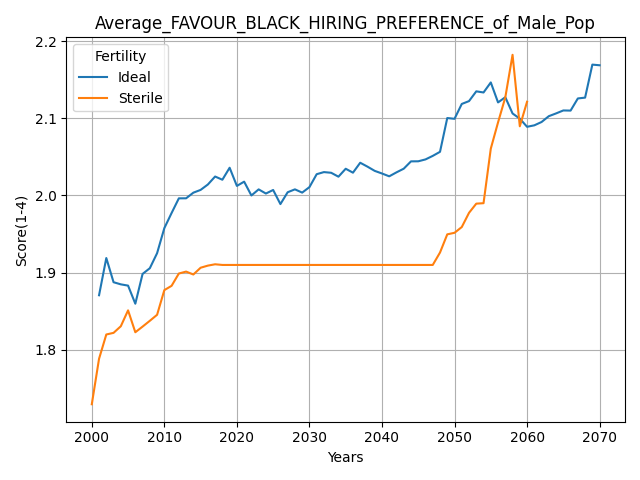 Average_FAVOUR_BLACK_HIRING_PREFERENCE_of_Male_Pop
Fertility
Ideal
Sterile
Score(1-4)
2.2
2.1
2.0
1.9
1.8
2000 2010 2020 2030 2040 2050 2060 2070
Years